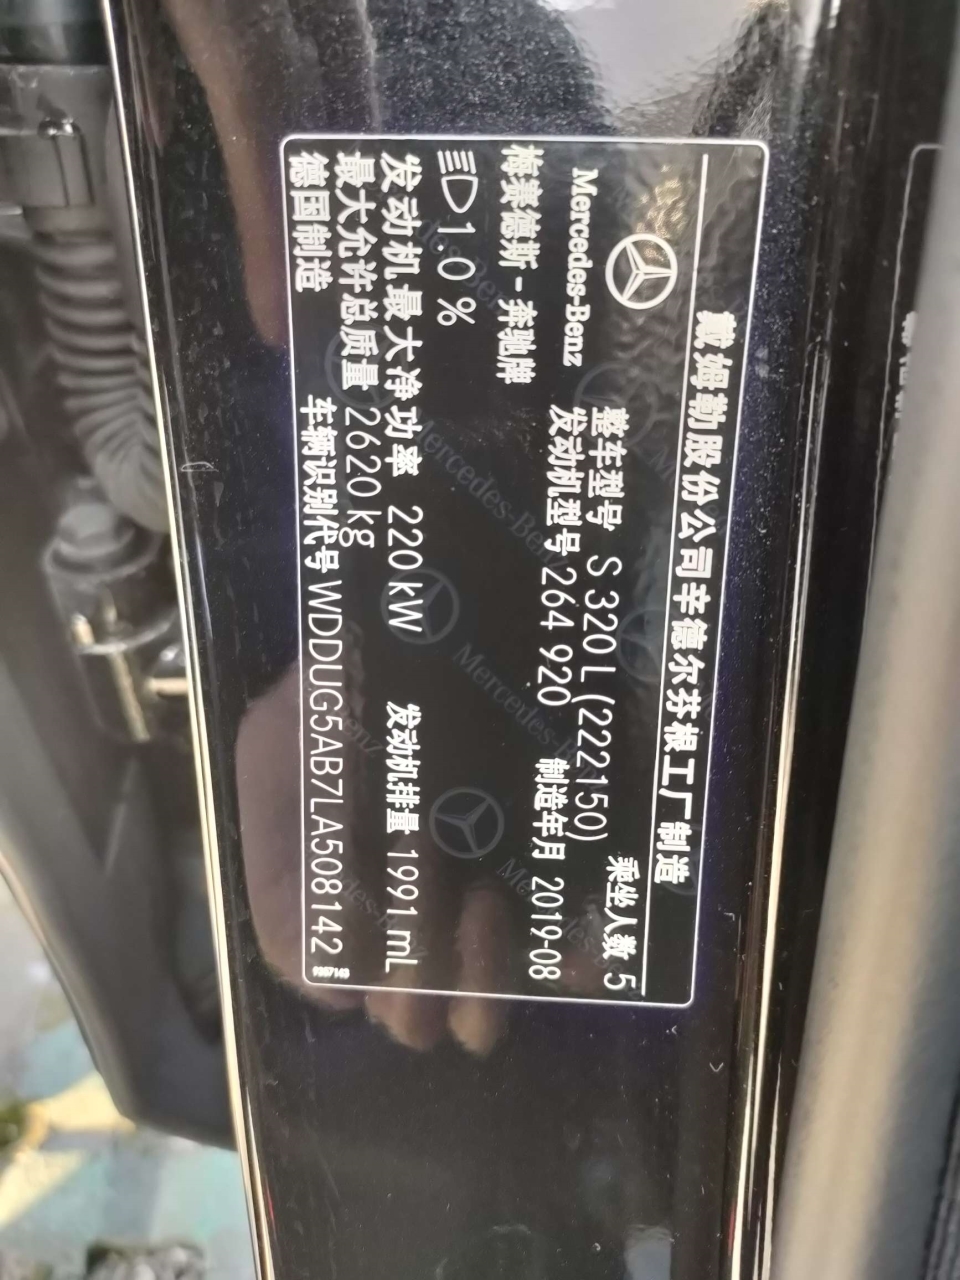 戴姆勒股份公司辛德尔芬根工厂制造
Mercedes-Benz
梅赛德斯-奔驰牌
乘坐人数 5
整车型号 S 320 L (222150)
发动机型号 264 920 制造年月 2019-08
1.0 %
发动机最大净功率 220 kW 发动机排量 1991 mL
最大允许总质量 2620 kg
德国制造 车辆识别代号 WDDUG5AB7LA508142
9357143